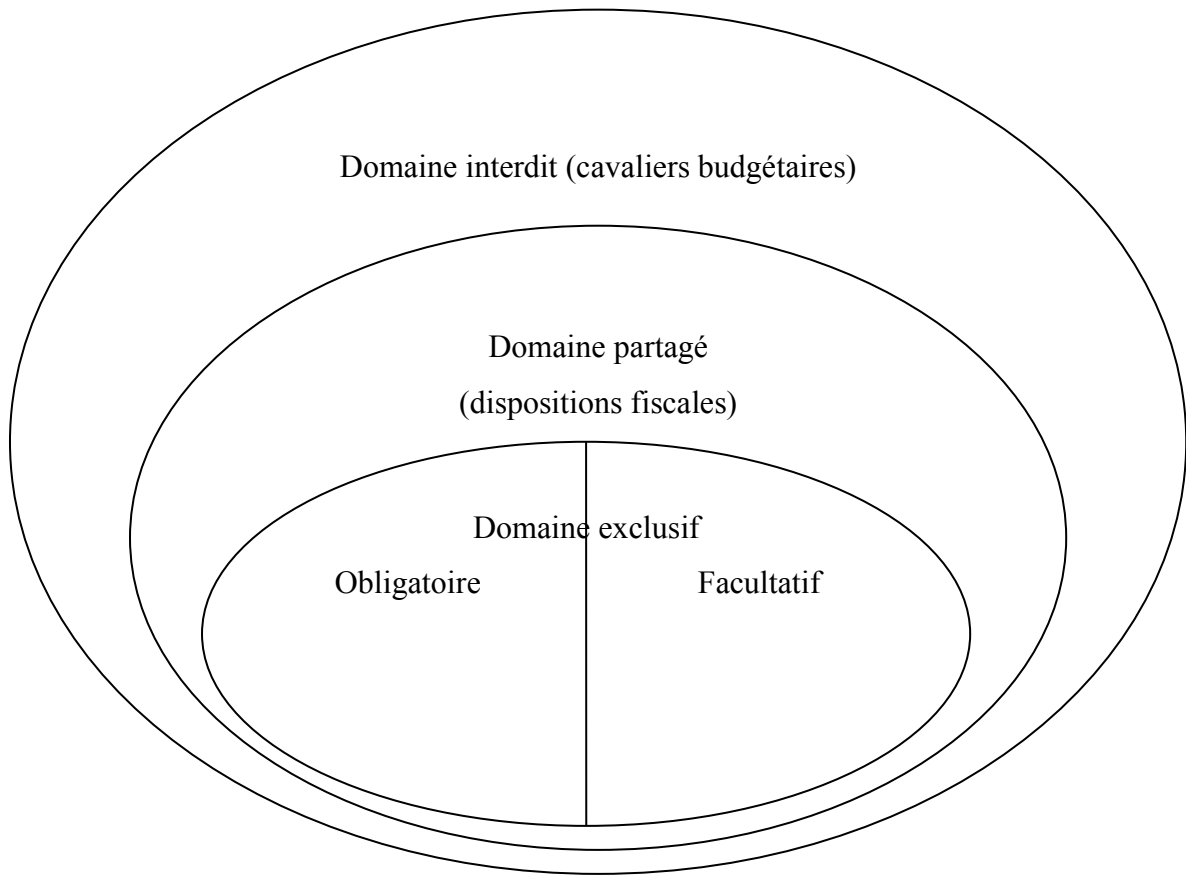 Domaine interdit (cavaliers budgétaires)
Domaine partagé
(dispositions fiscales)
Domaine exclusif
Obligatoire
Facultatif